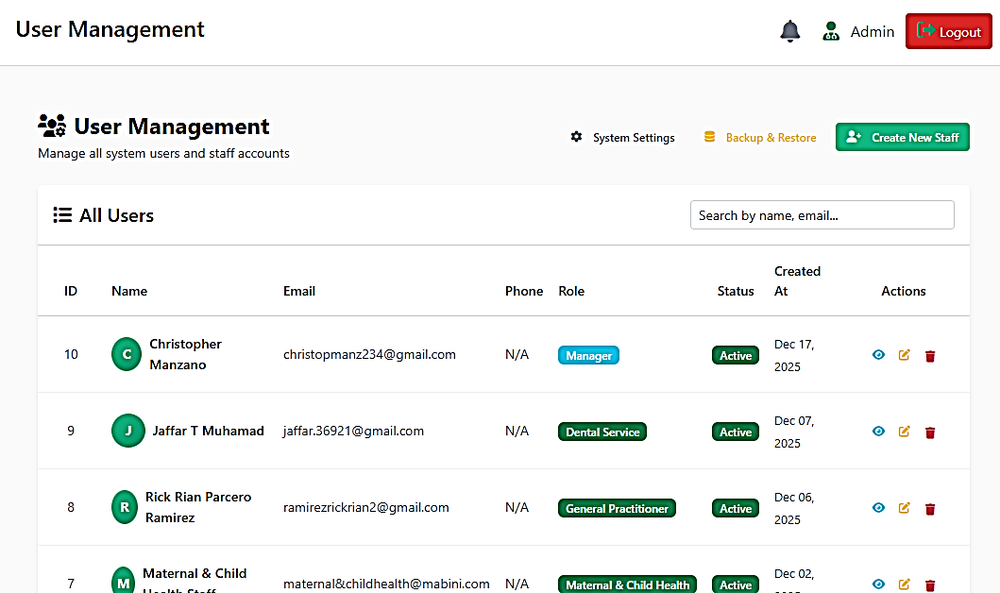 User Management
Admin
Logout
User Management
Manage all system users and staff accounts
System Settings
Backup & Restore
Create New Staff
All Users
Search by name, email...
ID
Name
Email
Phone
Role
Status
Created
At
Actions
10
C
Christopher
Manzano
christopmanz234@gmail.com
N/A
Manager
Active
Dec 17,
2025
9
J
Jaffar T Muhamad
jaffar.36921@gmail.com
N/A
Dental Service
Active
Dec 07,
2025
8
R
Rick Rian Parcero
Ramirez
ramirezrickrian2@gmail.com
N/A
General Practitioner
Active
Dec 06,
2025
7
M
Maternal & Child
Health Staff
maternal&childhealth@mabini.com
N/A
Maternal & Child Health
Active
Dec 02,
2025